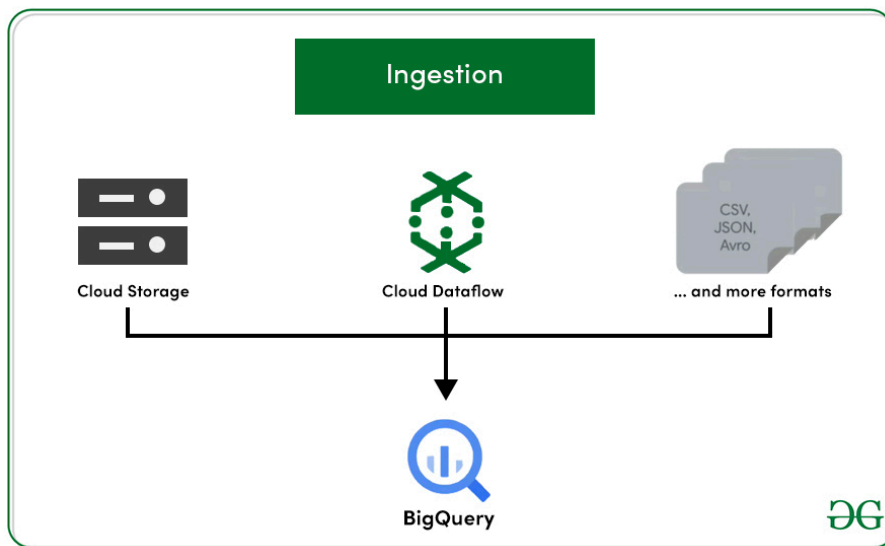 Ingestion
CSV,
JSON,
Avro
Cloud Storage
Cloud Dataflow
... and more formats
BigQuery